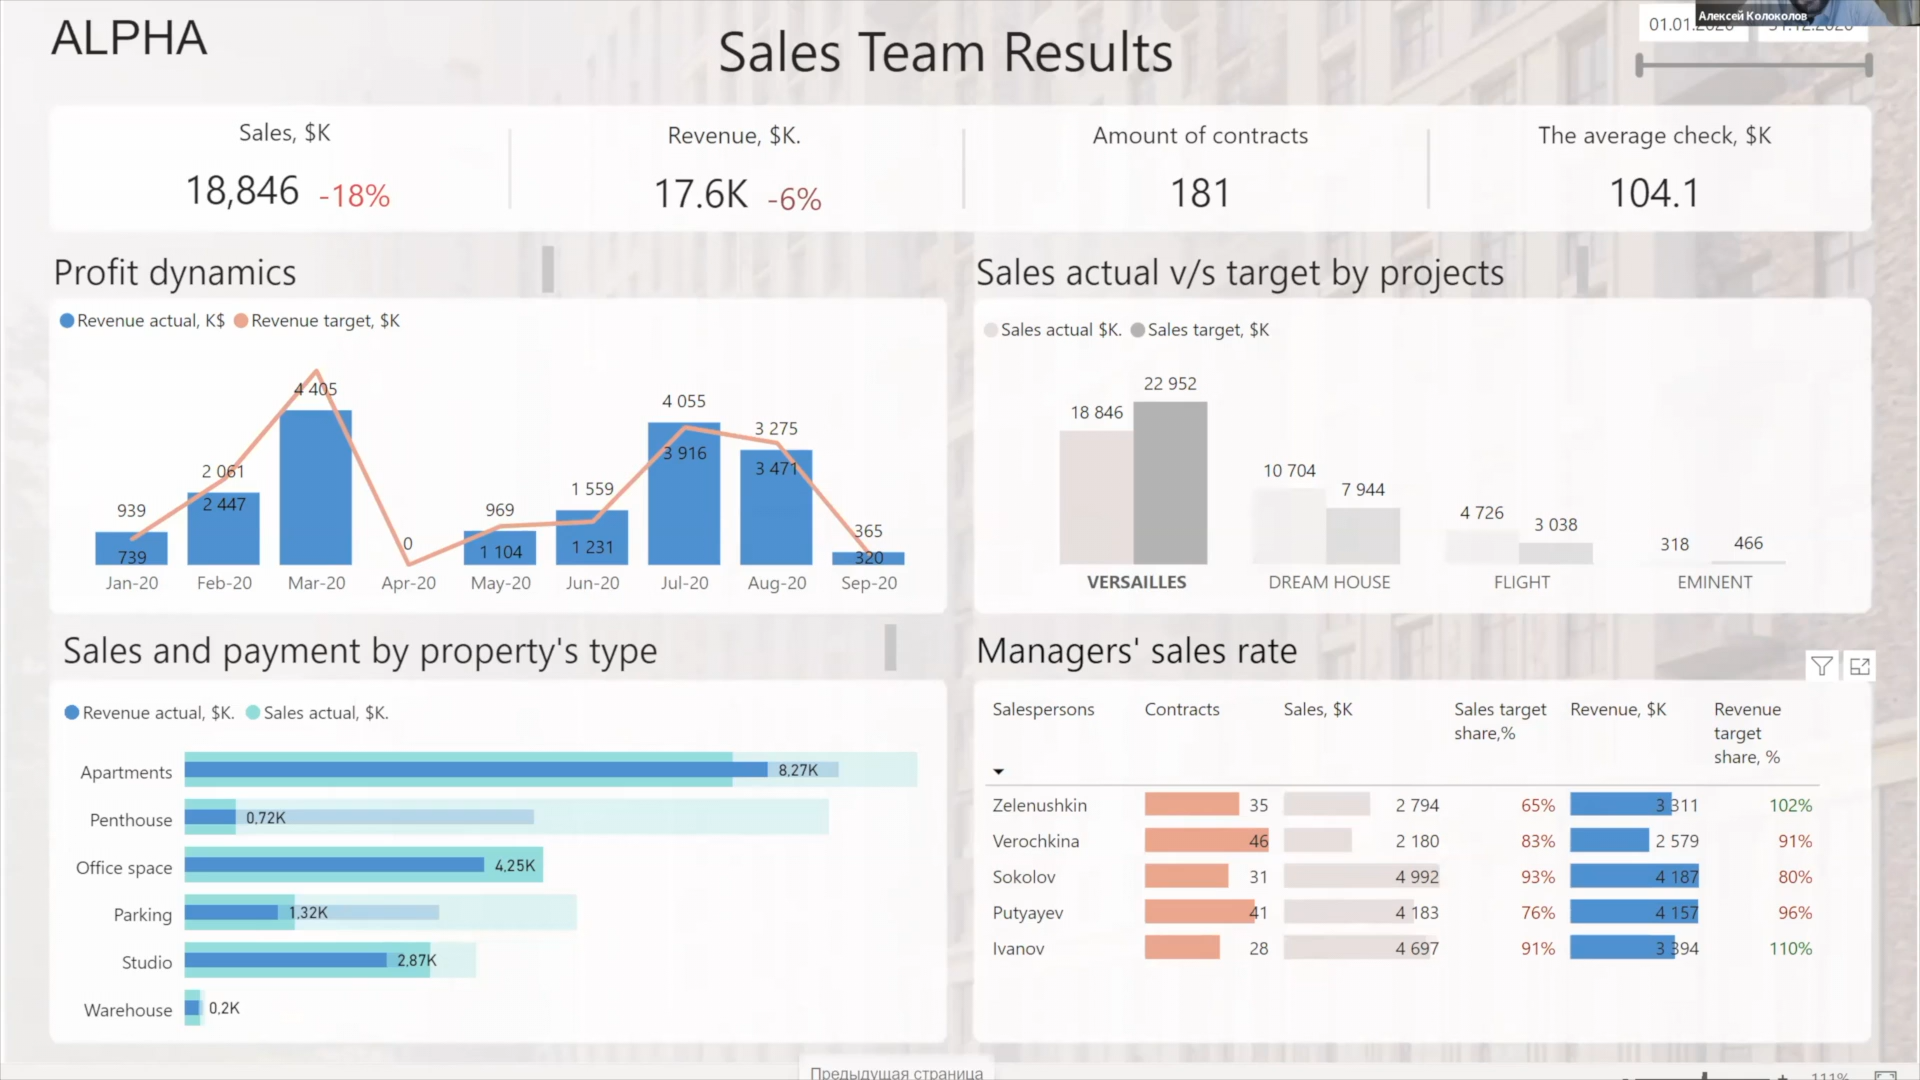 ALPHA
Sales Team Results
Алексей Колоколов
01.01.2020
31.12.2020
Sales, $K
18,846 -18%
Revenue, $K.
17.6K -6%
Amount of contracts
181
The average check, $K
104.1
Profit dynamics
Revenue actual, K$ Revenue target, $K
939
739
2 061
2 447
4 405
0
969
1 104
1 559
1 231
4 055
3 916
3 275
3 471
365
320
Jan-20 Feb-20 Mar-20 Apr-20 May-20 Jun-20 Jul-20 Aug-20 Sep-20
Sales actual v/s target by projects
Sales actual $K. Sales target, $K
18 846
22 952
10 704
7 944
4 726
3 038
318
466
VERSAILLES DREAM HOUSE FLIGHT EMINENT
Sales and payment by property's type
Revenue actual, $K. Sales actual, $K.
Apartments 8,27K
Penthouse 0,72K
Office space 4,25K
Parking 1,32K
Studio 2,87K
Warehouse 0,2K
Managers' sales rate
Salespersons Contracts Sales, $K Sales target share,% Revenue, $K Revenue target share, %
Zelenushkin 35 2 794 65% 3 311 102%
Verochkina 46 2 180 83% 2 579 91%
Sokolov 31 4 992 93% 4 187 80%
Putyayev 41 4 183 76% 4 157 96%
Ivanov 28 4 697 91% 3 394 110%
Предыдущая страница
111%